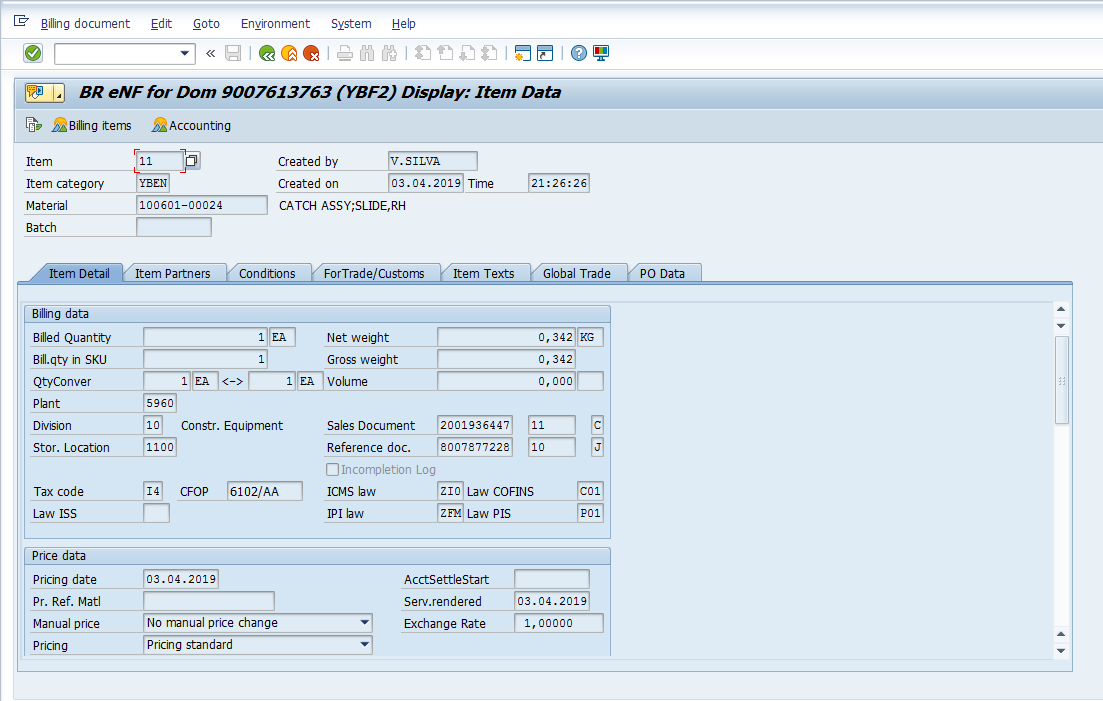 Billing document Edit Goto Environment System Help
BR eNF for Dom 9007613763 (YBF2) Display: Item Data
Billing items Accounting
Item 11 Created by V.SILVA
Item category YBEN Created on 03.04.2019 Time 21:26:26
Material 100601-00024 CATCH ASSY;SLIDE,RH
Batch
Item Detail Item Partners Conditions ForTrade/Customs Item Texts Global Trade PO Data
Billing data
Billed Quantity 1 EA Net weight 0,342 KG
Bill.qty in SKU 1 Gross weight 0,342
QtyConver 1 EA <-> 1 EA Volume 0,000
Plant 5960
Division 10 Constr. Equipment Sales Document 2001936447 11 C
Stor. Location 1100 Reference doc. 8007877228 10 J
Incompletion Log
Tax code I4 CFOP 6102/AA ICMS law ZI0 Law COFINS C01
Law ISS IPI law ZFM Law PIS P01
Price data
Pricing date 03.04.2019 AcctSettleStart
Pr. Ref. Matl Serv.rendered 03.04.2019
Manual price No manual price change Exchange Rate 1,00000
Pricing Pricing standard